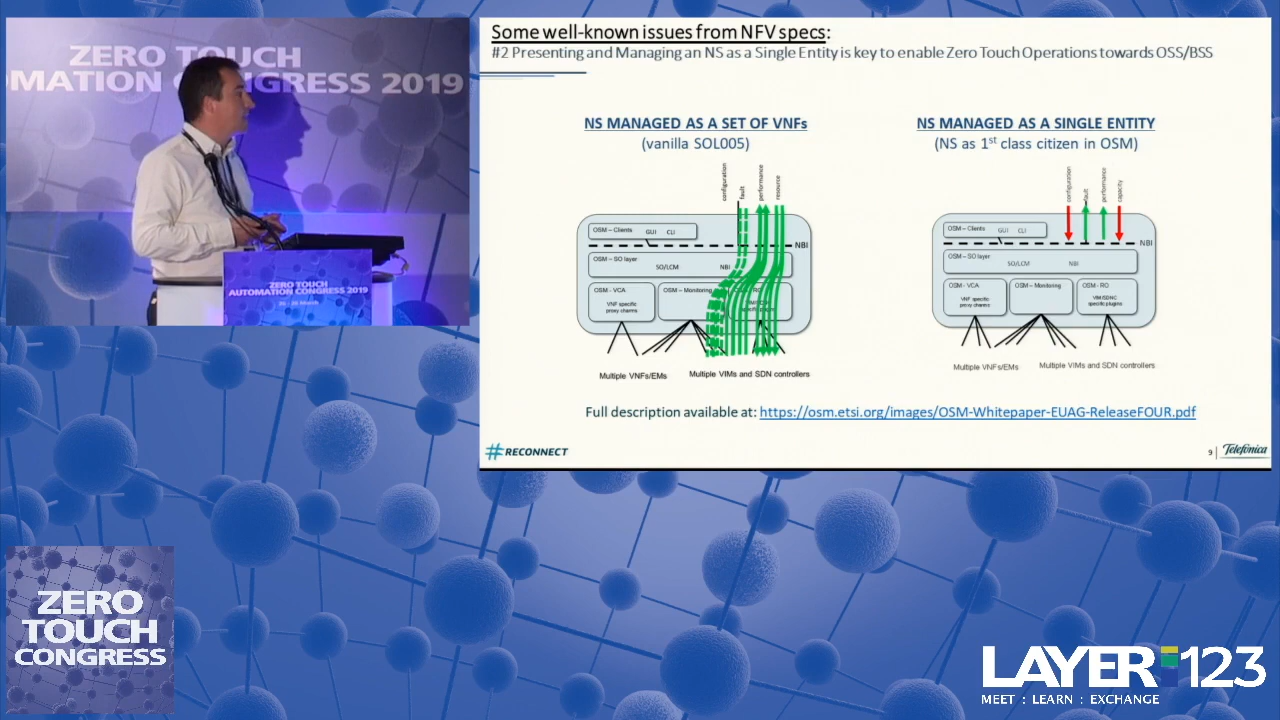 ZERO TOUCH
OMATION CONGRESS 2019
ZERO TOUCH
AUTOMATION CONGRESS 2019
Some well-known issues from NFV specs:
#2 Presenting and Managing an NS as a Single Entity is key to enable Zero Touch Operations towards OSS/BSS
NS MANAGED AS A SET OF VNFs
(vanilla SOL005)
configuration
fault
performance
resource
OSM – Clients GUI CLI
NBI
OSM – SO layer
SO/LCM NBI
OSM - VCA
VNF specific
proxy charms
OSM – Monitoring
Multiple VNFs/EMs
Multiple VIMs and SDN controllers
NS MANAGED AS A SINGLE ENTITY
(NS as 1st class citizen in OSM)
configuration
fault
performance
capacity
OSM – Clients GUI CLI
NBI
OSM – SO layer
SO/LCM NBI
OSM - VCA
VNF specific
proxy charms
OSM – Monitoring
OSM - RO
VIM/SDNC
specific plugins
Multiple VNFs/EMs
Multiple VIMs and SDN controllers
Full description available at: https://osm.etsi.org/images/OSM-Whitepaper-EUAG-ReleaseFOUR.pdf
#RECONNECT
9 | Telefónica
ZERO
TOUCH
CONGRESS
LAYER123
MEET : LEARN : EXCHANGE